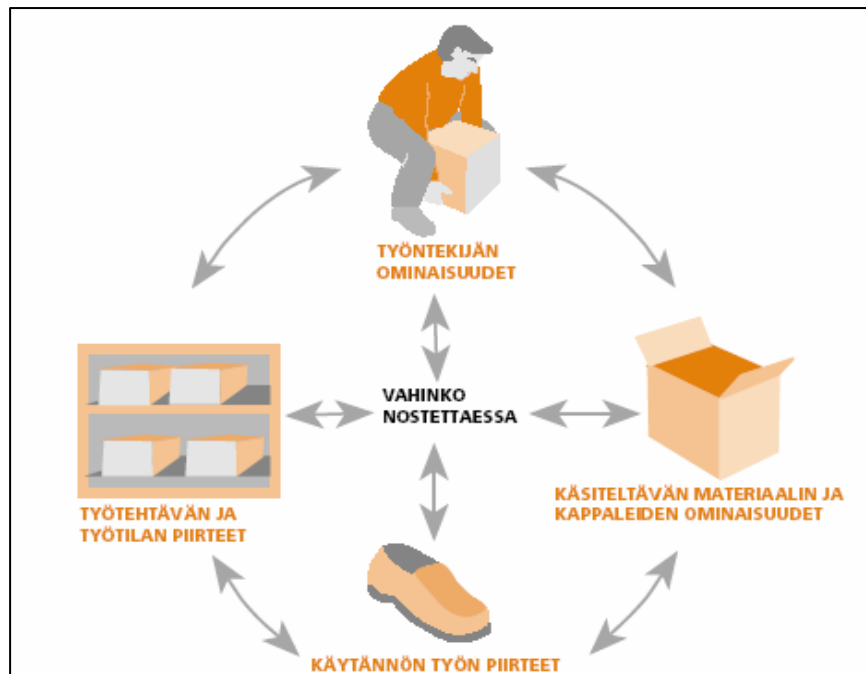 TYÖNTEKIJÄN
OMINAISUUDET
VAHINKO
NOSTETTAESSA
TYÖTEHTÄVÄN JA
TYÖTILAN PIIRTEET
KÄSITELTÄVÄN MATERIAALIN JA
KAPPALEIDEN OMINAISUUDET
KÄYTÄNNÖN TYÖN PIIRTEET